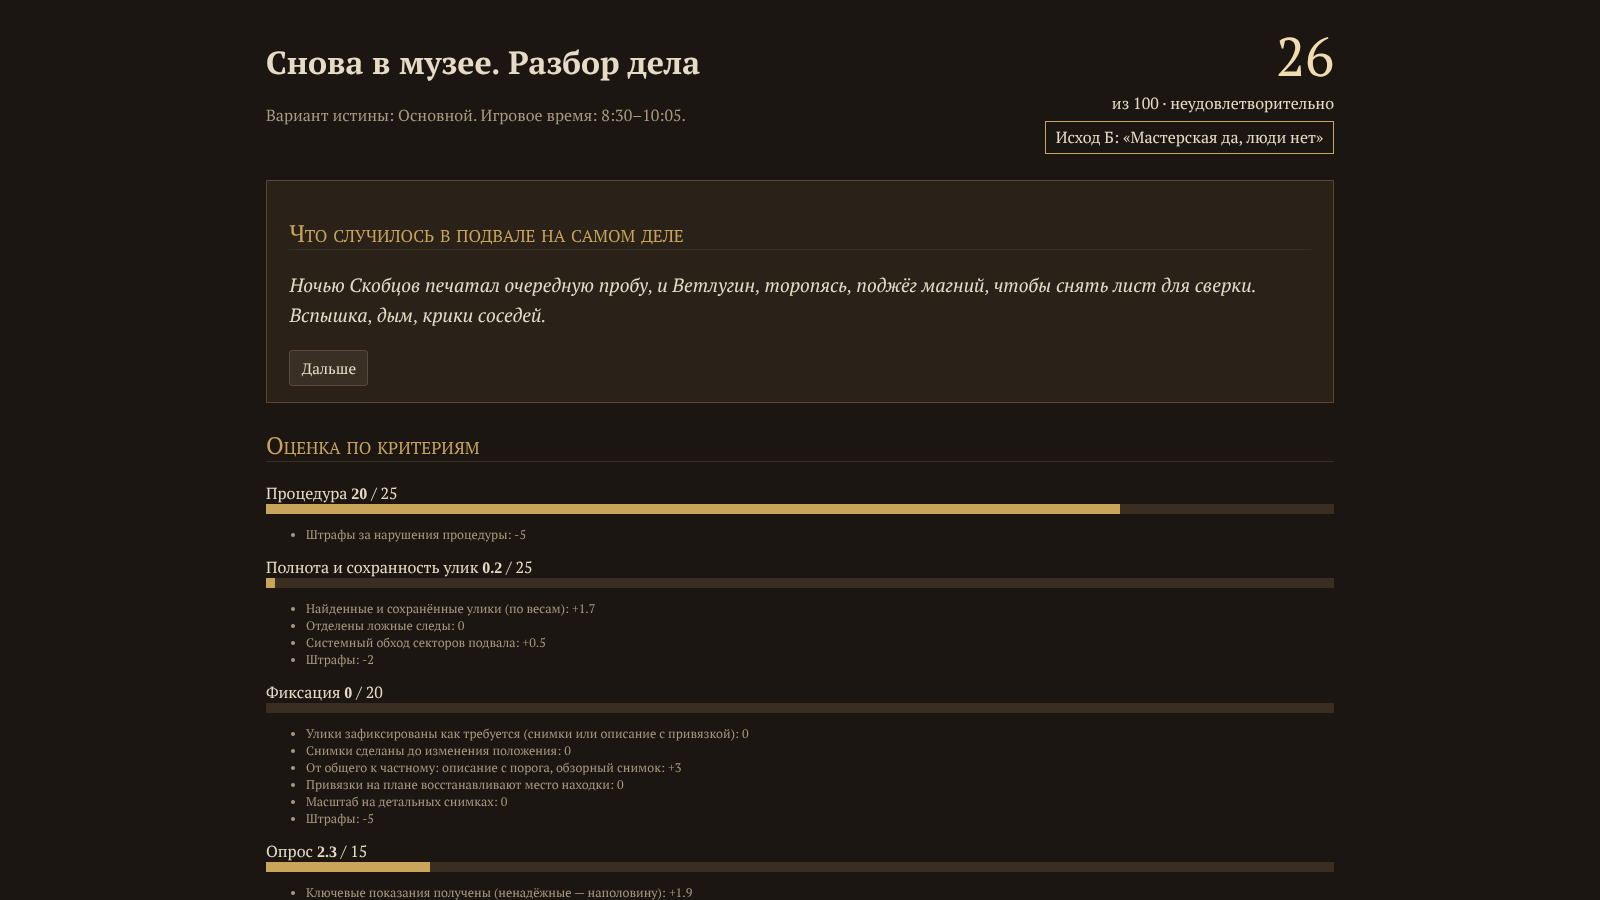 Снова в музее. Разбор дела
Вариант истины: Основной. Игровое время: 8:30–10:05.
26
из 100 · неудовлетворительно
Исход Б: «Мастерская да, люди нет»
Что случилось в подвале на самом деле
Ночью Скобцов печатал очередную пробу, и Ветлугин, торопясь, поджёг магний, чтобы снять лист для сверки.
Вспышка, дым, крики соседей.
Дальше
Оценка по критериям
Процедура 20 / 25
• Штрафы за нарушения процедуры: -5
Полнота и сохранность улик 0.2 / 25
• Найденные и сохранённые улики (по весам): +1.7
• Отделены ложные следы: 0
• Системный обход секторов подвала: +0.5
• Штрафы: -2
Фиксация 0 / 20
• Улики зафиксированы как требуется (снимки или описание с привязкой): 0
• Снимки сделаны до изменения положения: 0
• От общего к частному: описание с порога, обзорный снимок: +3
• Привязки на плане восстанавливают место находки: 0
• Масштаб на детальных снимках: 0
• Штрафы: -5
Опрос 2.3 / 15
• Ключевые показания получены (ненадёжные — наполовину): +1.9